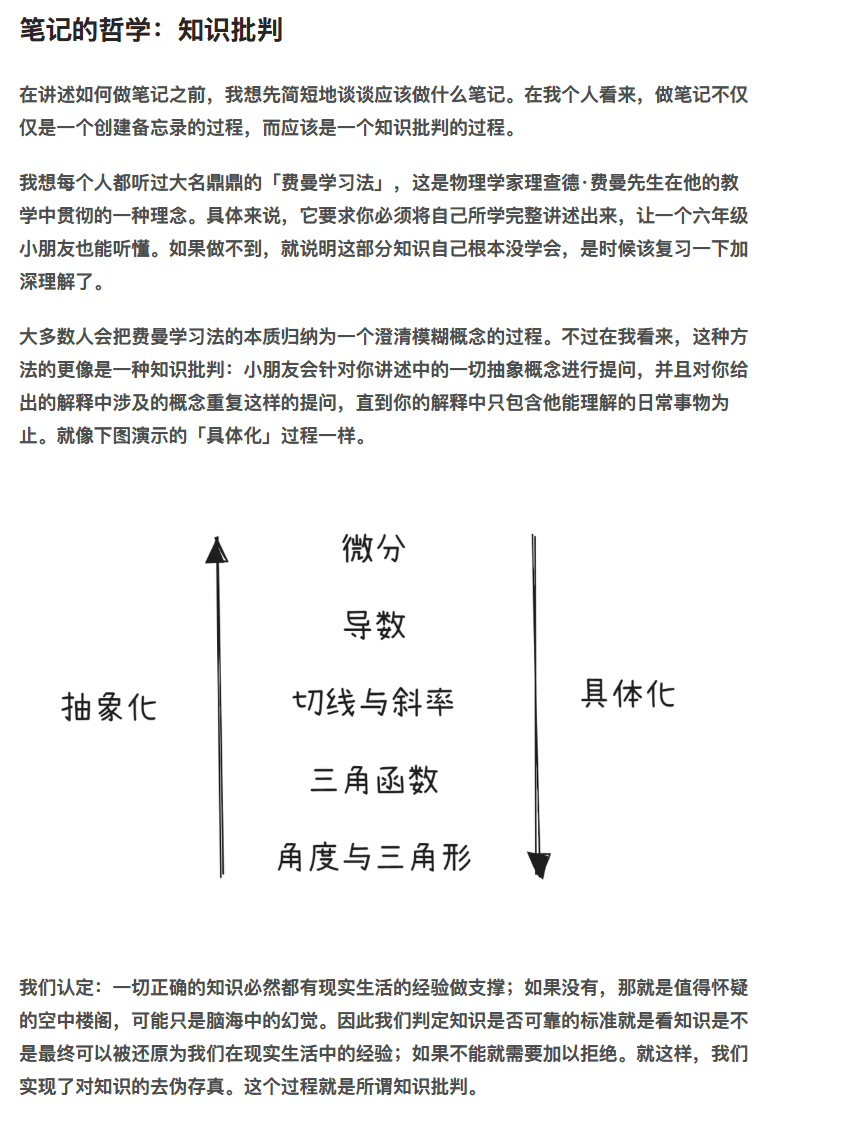 笔记的哲学：知识批判
在讲述如何做笔记之前，我想先简短地谈谈应该做什么笔记。在我个人看来，做笔记不仅
仅是一个创建备忘录的过程，而应该是一个知识批判的过程。
我想每个人都听过大名鼎鼎的「费曼学习法」，这是物理学家理查德·费曼先生在他的教
学中贯彻的一种理念。具体来说，它要求你必须将自己所学完整讲述出来，让一个六年级
小朋友也能听懂。如果做不到，就说明这部分知识自己根本没学会，是时候该复习一下加
深理解了。
大多数人会把费曼学习法的本质归纳为一个澄清模糊概念的过程。不过在我看来，这种方
法的更像是一种知识批判：小朋友会针对你讲述中的一切抽象概念进行提问，并且对你给
出的解释中涉及的概念重复这样的提问，直到你的解释中只包含他能理解的日常事物为
止。就像下图演示的「具体化」过程一样。
微分
导数
切线与斜率
三角函数
角度与三角形
抽象化
具体化
我们认定：一切正确的知识必然都有现实生活的经验做支撑；如果没有，那就是值得怀疑
的空中楼阁，可能只是脑海中的幻觉。因此我们判定知识是否可靠的标准就是看知识是不
是最终可以被还原为我们在现实生活中的经验；如果不能就需要加以拒绝。就这样，我们
实现了对知识的去伪存真。这个过程就是所谓知识批判。